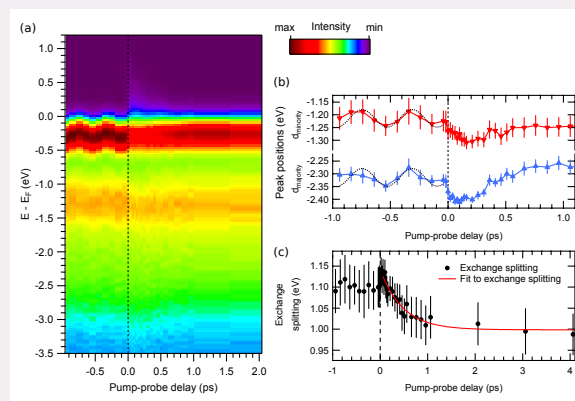 (a)
max Intensity min
1.0
0.5
0.0
-0.5
-1.0
-1.5
-2.0
-2.5
-3.0
-3.5
E - E_F (eV)
-0.5 0.0 0.5 1.0 1.5 2.0
Pump-probe delay (ps)
(b)
Peak positions (eV)
d_minority
d_majority
-1.15
-1.20
-1.25
-1.30
-2.25
-2.30
-2.35
-2.40
-1.0 -0.5 0.0 0.5 1.0
Pump-probe delay (ps)
(c)
Exchange
splitting (eV)
1.15
1.10
1.05
1.00
Exchange splitting
Fit to exchange splitting
-1 0 1 2 3 4
Pump-probe delay (ps)